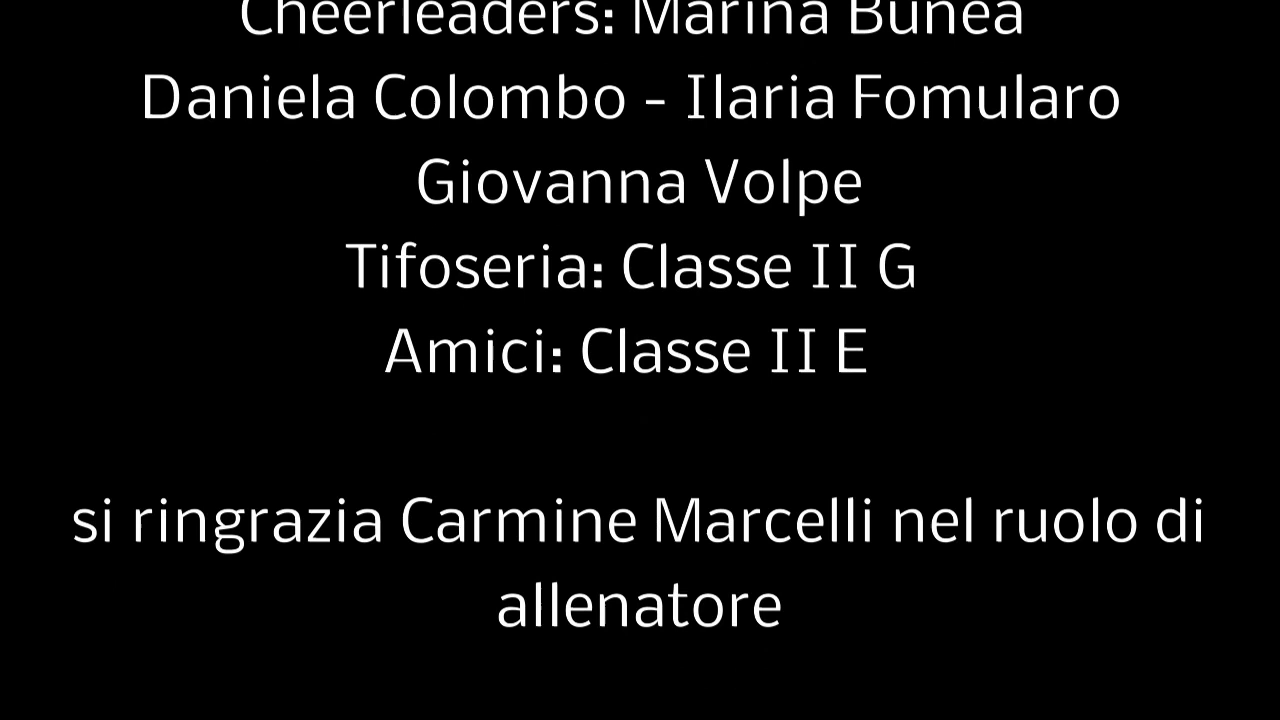 Cheerleaders: Marina Bunea
Daniela Colombo - Ilaria Fomularo
Giovanna Volpe
Tifoseria: Classe II G
Amici: Classe II E
si ringrazia Carmine Marcelli nel ruolo di
allenatore